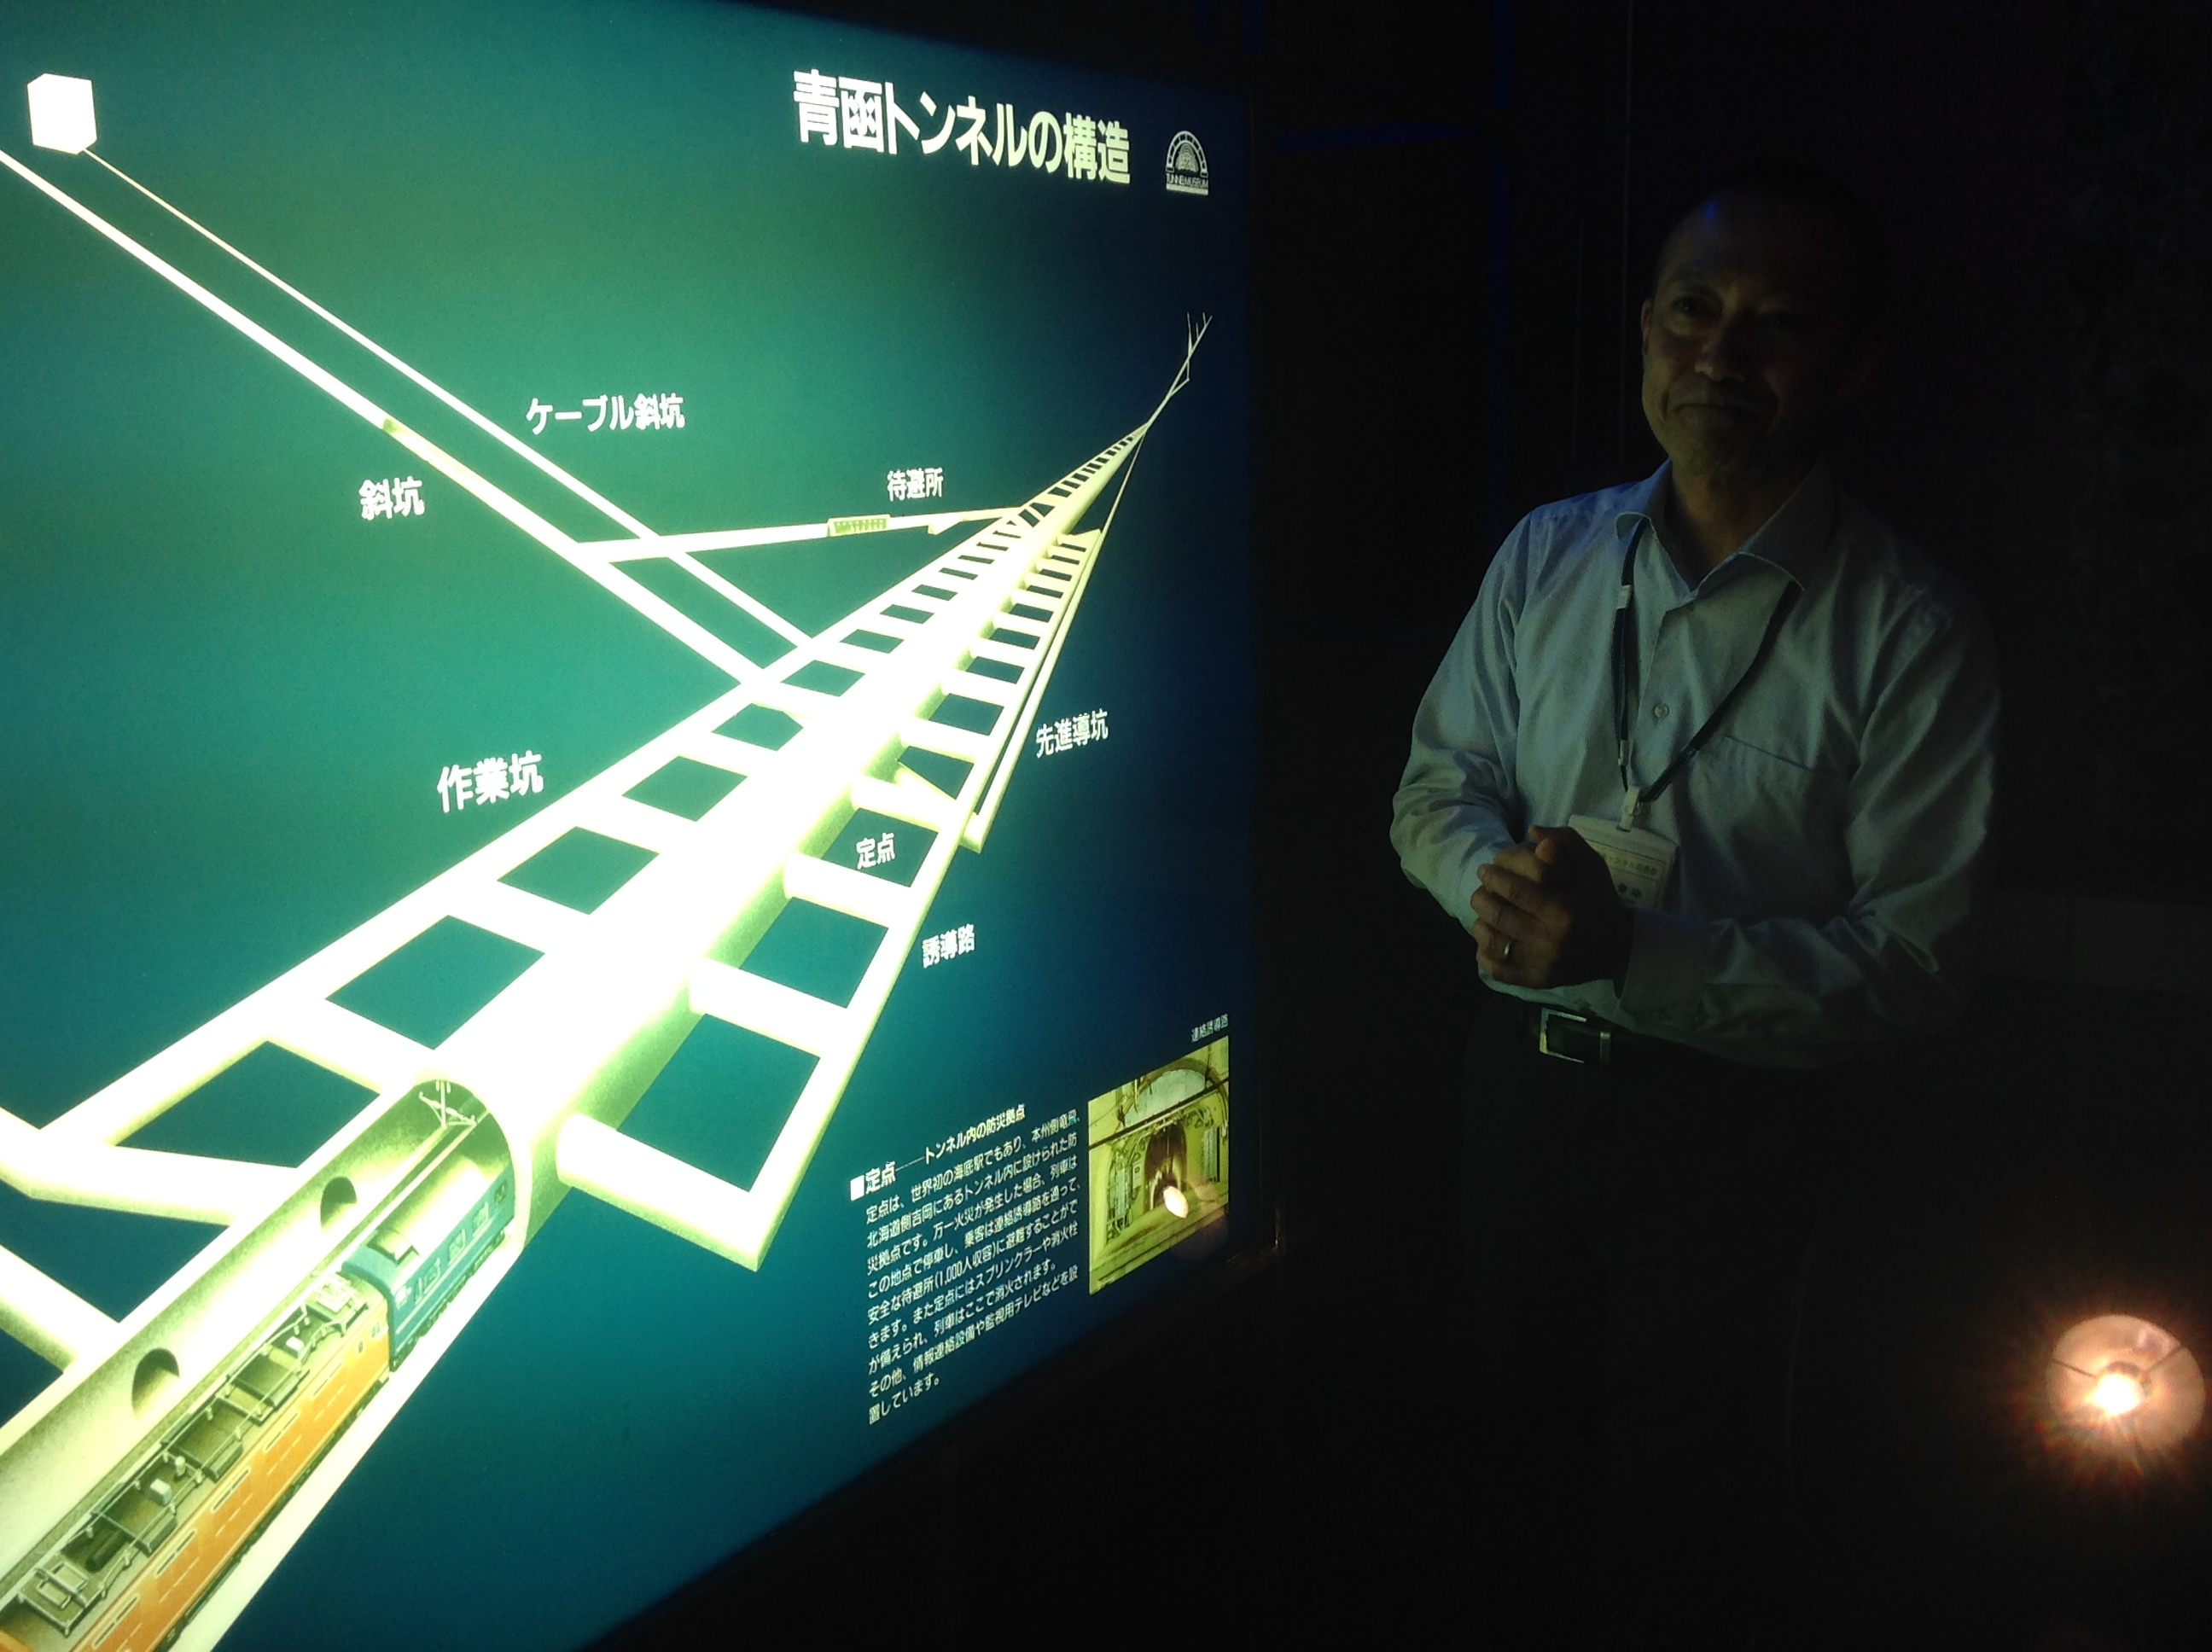 青函トンネルの構造
TUNNEL MUSEUM
ケーブル斜坑
待避所
斜坑
先進導坑
作業坑
定点
誘導路
連絡誘導路
■定点——トンネル内の防災拠点
定点は、世界初の海底駅でもあり、本州側竜飛、
北海道側吉岡にあるトンネル内に設けられた防
災拠点です。万一火災が発生した場合、列車は
この地点で停車し、乗客は連絡誘導路を通って、
安全な待避所(1,000人収容)に避難することがで
きます。また定点にはスプリンクラーや消火栓
が備えられ、列車はここで消火されます。
その他、情報連絡設備や監視用テレビなどを設
置しています。